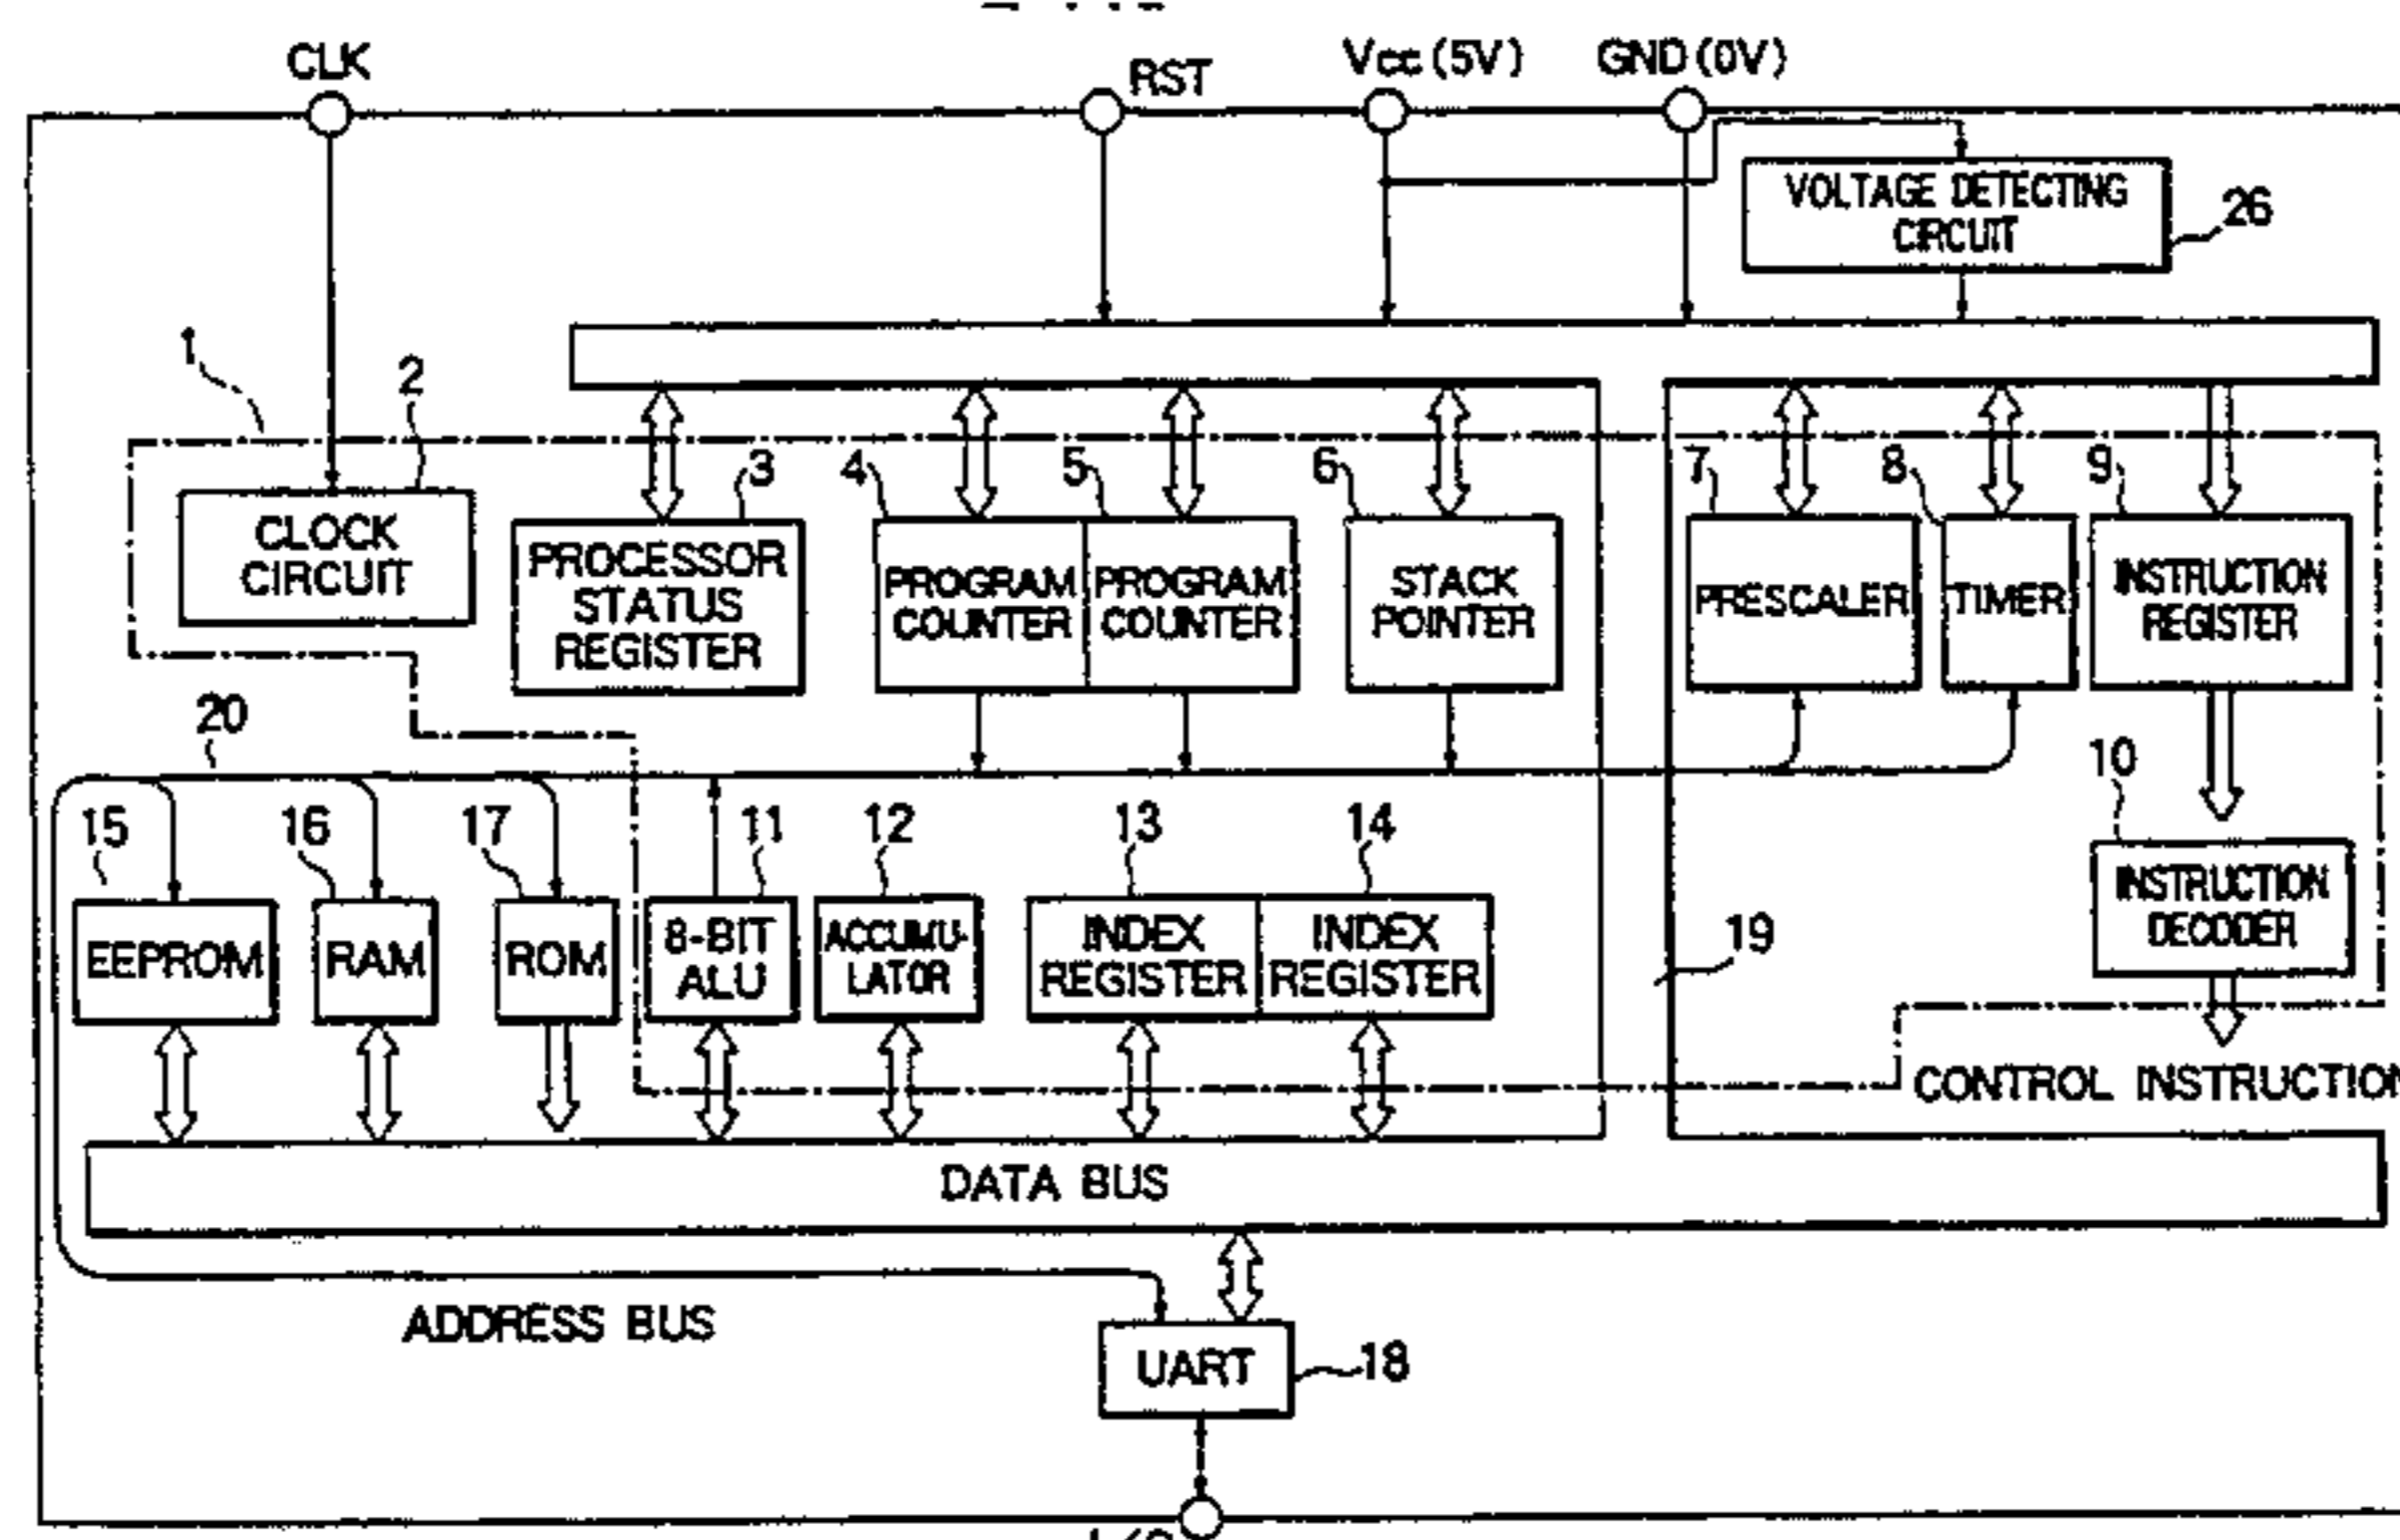 CLK
RST
Vcc(5V)
GND(0V)
VOLTAGE DETECTING
CIRCUIT
26
1
2
CLOCK
CIRCUIT
3
PROCESSOR
STATUS
REGISTER
4
PROGRAM
COUNTER
5
PROGRAM
COUNTER
6
STACK
POINTER
7
PRESCALER
8
TIMER
9
INSTRUCTION
REGISTER
10
INSTRUCTION
DECODER
20
15
EEPROM
16
RAM
17
ROM
11
8-BIT
ALU
12
ACCUMU-
LATOR
13
INDEX
REGISTER
14
INDEX
REGISTER
19
CONTROL INSTRUCTION
DATA BUS
ADDRESS BUS
UART
18